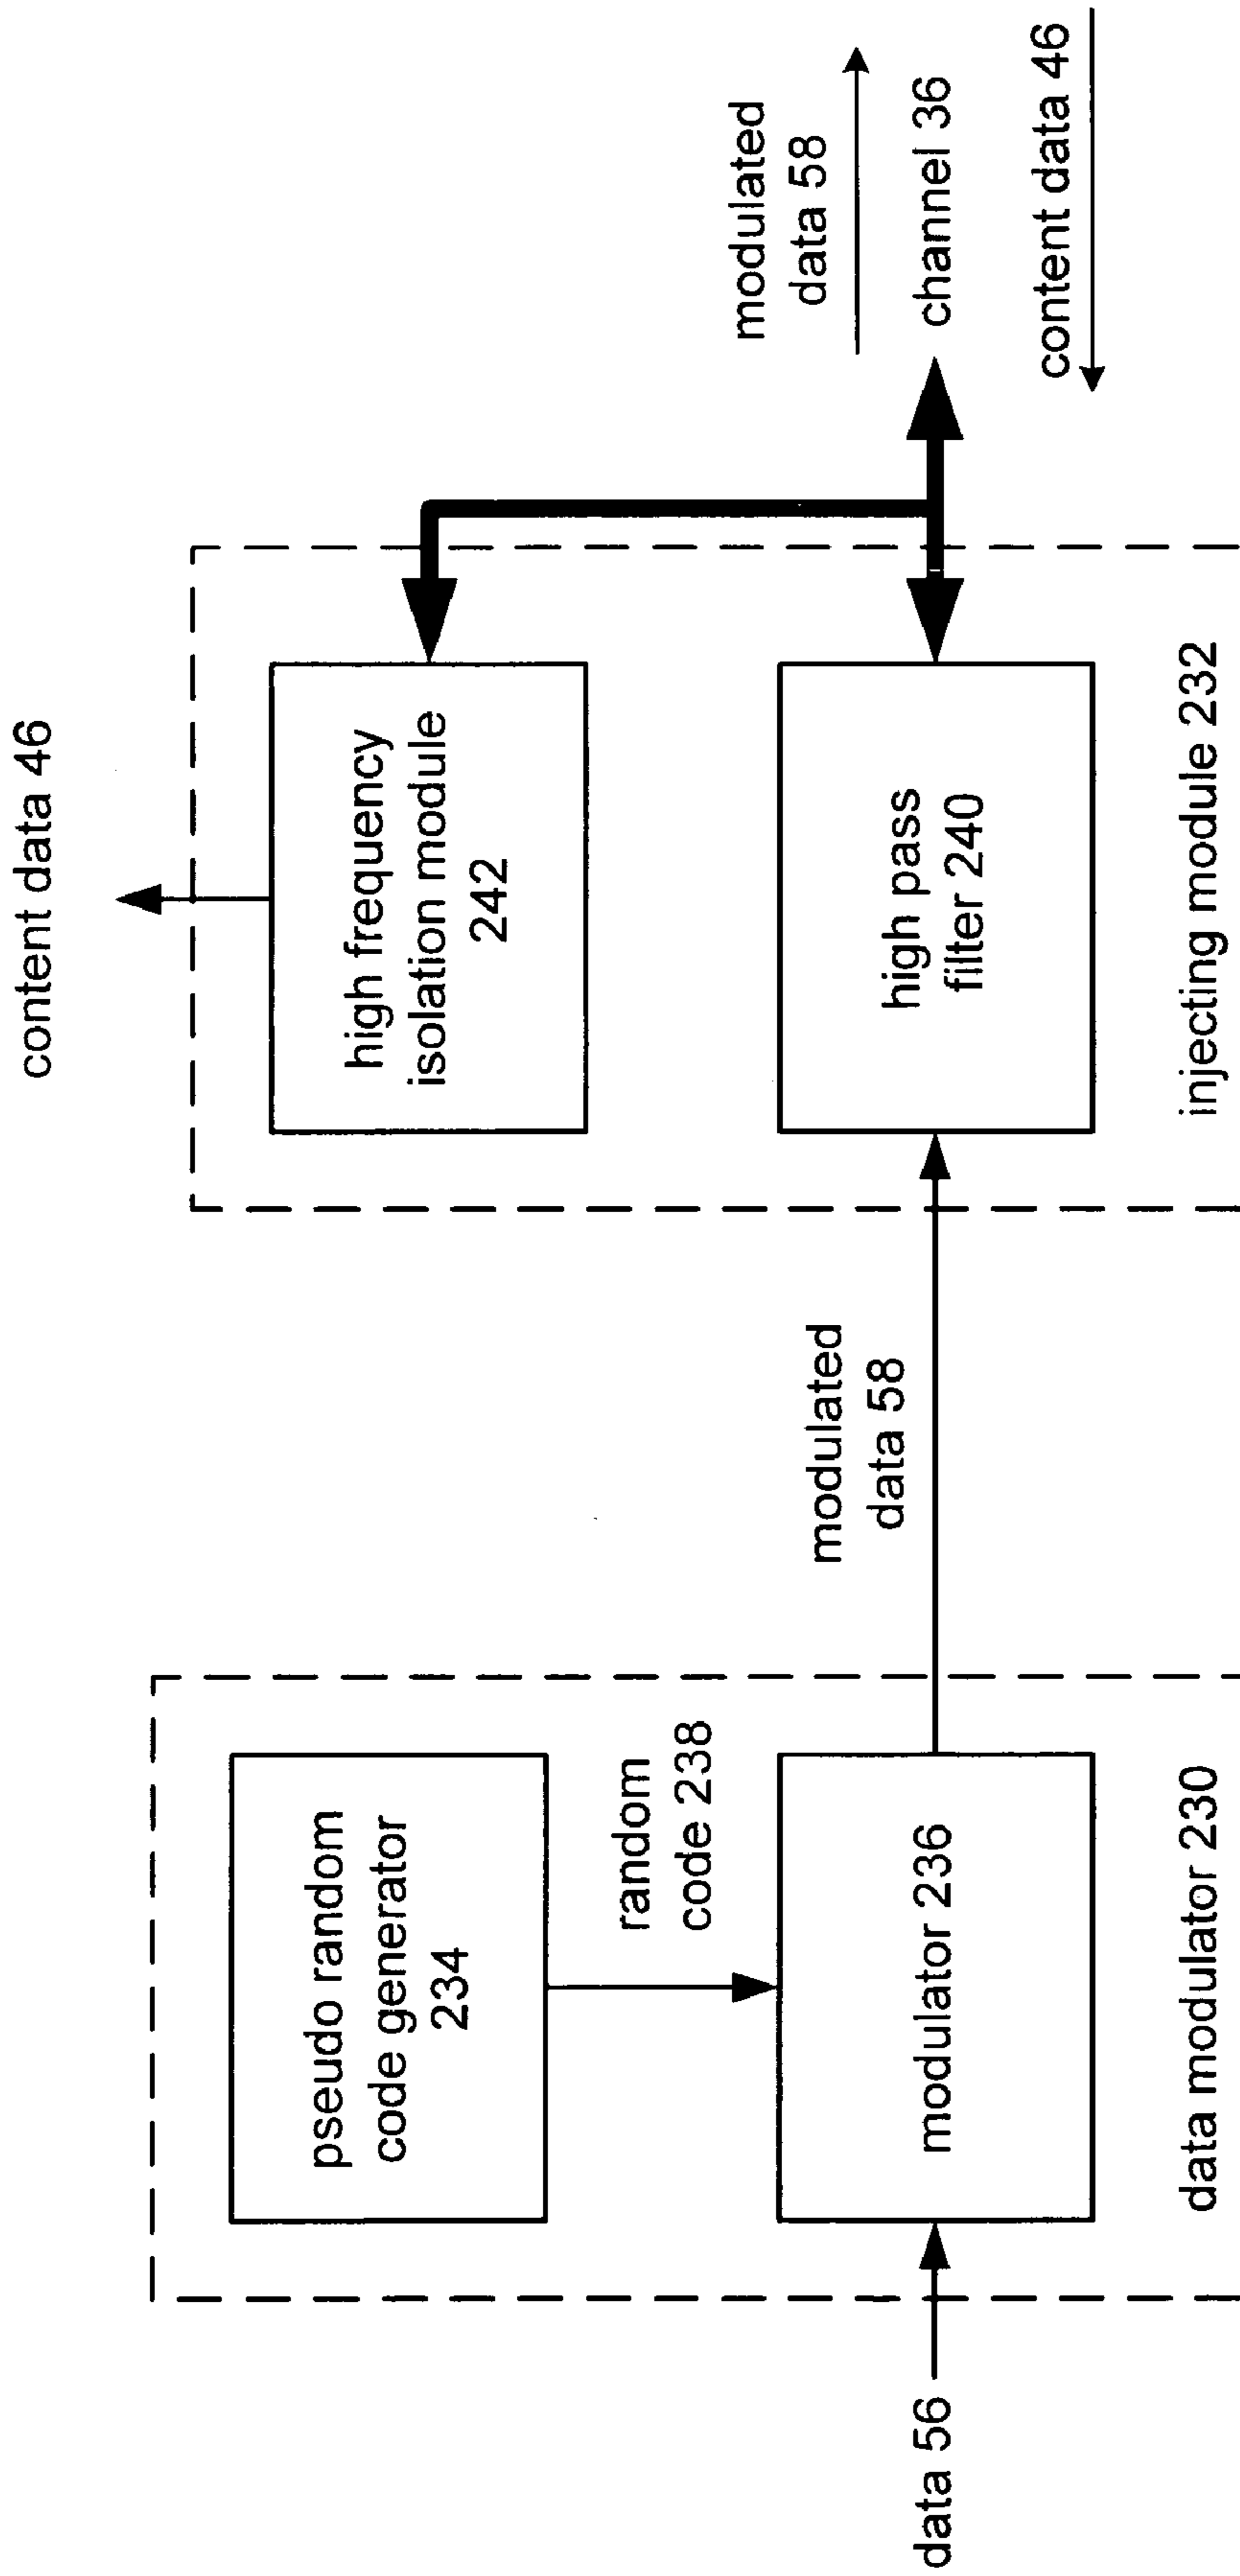 content data 46
pseudo random
code generator
234
high frequency
isolation module
242
random
code 238
modulated
data 58
modulated
data 58
data 56
modulator 236
high pass
filter 240
channel 36
content data 46
data modulator 230
injecting module 232